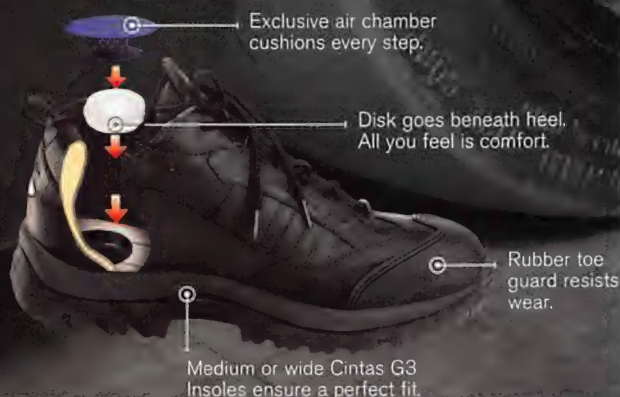 Exclusive air chamber
cushions every step.
Disk goes beneath heel.
All you feel is comfort.
Rubber toe
guard resists
wear.
Medium or wide Cintas G3
Insoles ensure a perfect fit.